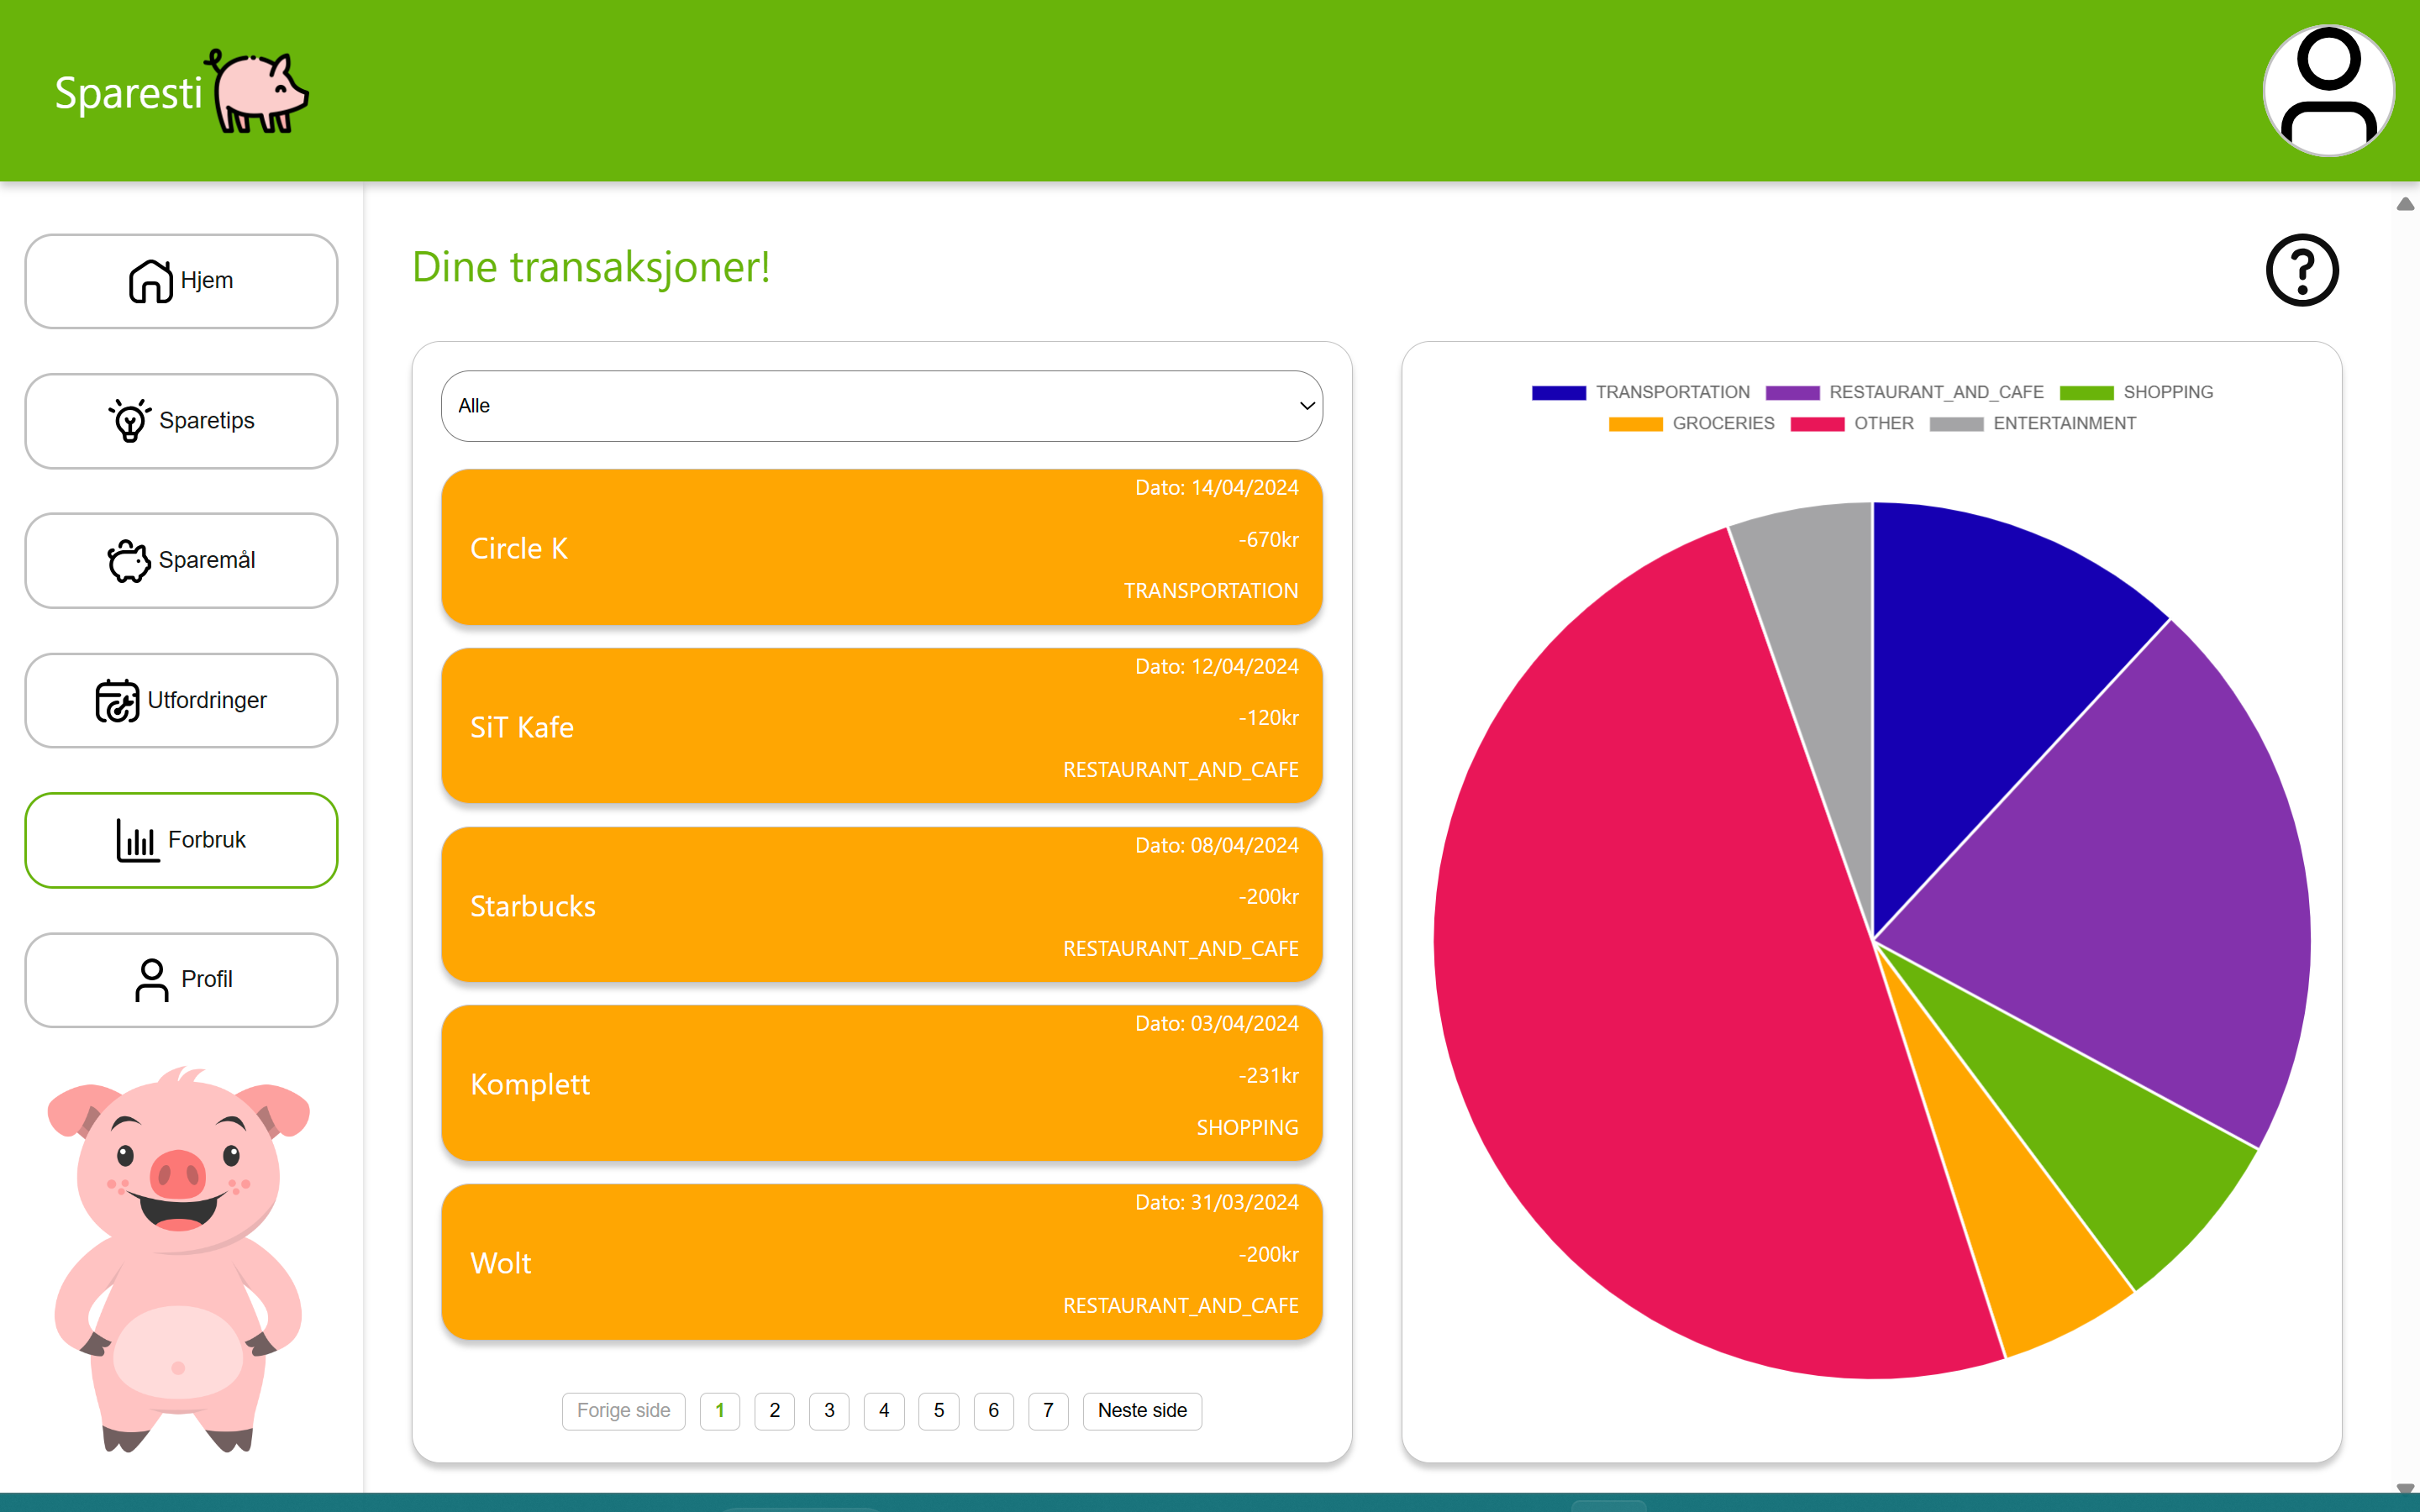 Sparesti
Hjem
Sparetips
Sparemål
Utfordringer
Forbruk
Profil
Dine transaksjoner!
Alle
Dato: 14/04/2024
Circle K
-670kr
TRANSPORTATION
Dato: 12/04/2024
SiT Kafe
-120kr
RESTAURANT_AND_CAFE
Dato: 08/04/2024
Starbucks
-200kr
RESTAURANT_AND_CAFE
Dato: 03/04/2024
Komplett
-231kr
SHOPPING
Dato: 31/03/2024
Wolt
-200kr
RESTAURANT_AND_CAFE
Forige side 1 2 3 4 5 6 7 Neste side
TRANSPORTATION RESTAURANT_AND_CAFE SHOPPING
GROCERIES OTHER ENTERTAINMENT